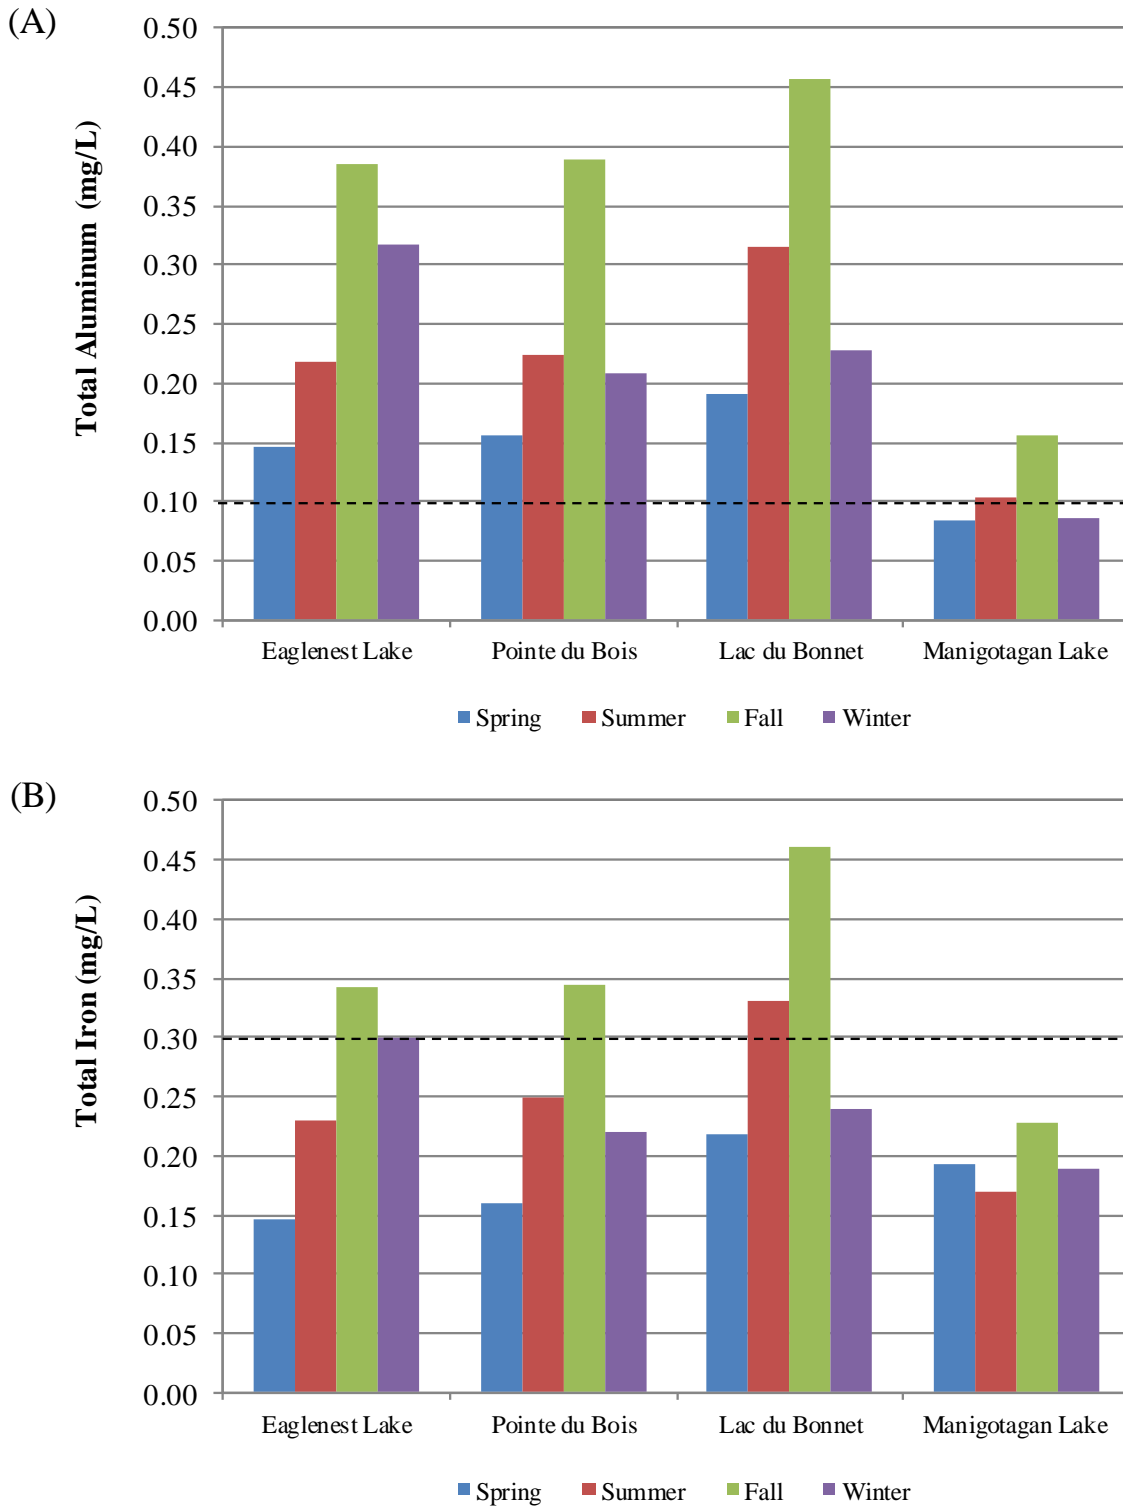 (A)
Total Aluminum (mg/L)
0.50
0.45
0.40
0.35
0.30
0.25
0.20
0.15
0.10
0.05
0.00
Eaglenest Lake Pointe du Bois Lac du Bonnet Manigotagan Lake
Spring Summer Fall Winter
(B)
Total Iron (mg/L)
0.50
0.45
0.40
0.35
0.30
0.25
0.20
0.15
0.10
0.05
0.00
Eaglenest Lake Pointe du Bois Lac du Bonnet Manigotagan Lake
Spring Summer Fall Winter